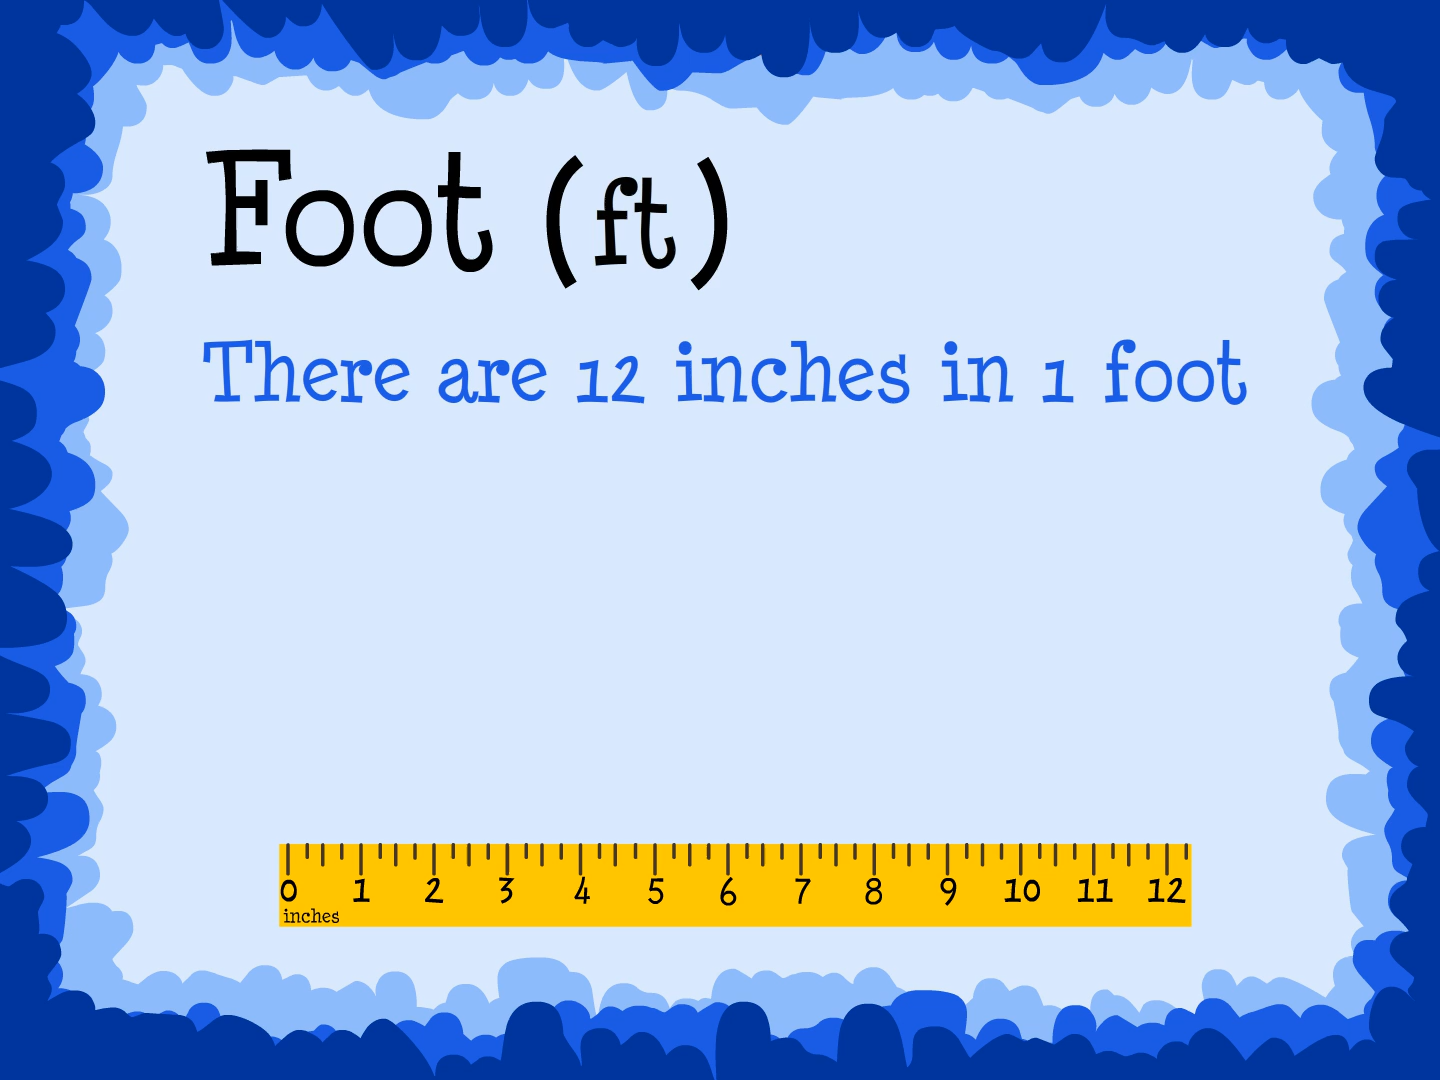 Foot (ft)
There are 12 inches in 1 foot
0 1 2 3 4 5 6 7 8 9 10 11 12
inches